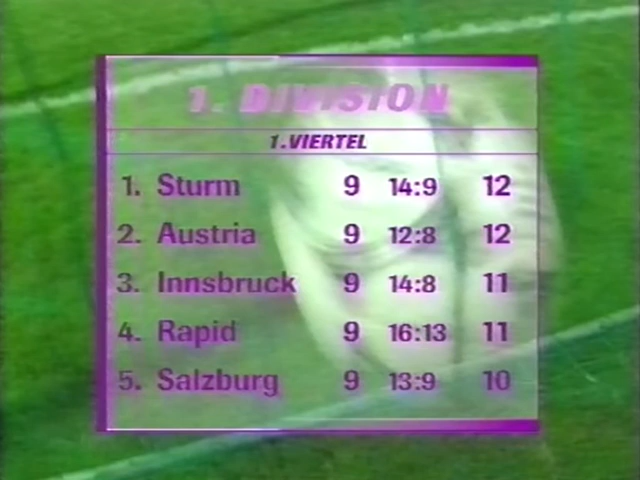 1. DIVISION
1.VIERTEL
1. Sturm 9 14:9 12
2. Austria 9 12:8 12
3. Innsbruck 9 14:8 11
4. Rapid 9 16:13 11
5. Salzburg 9 13:9 10